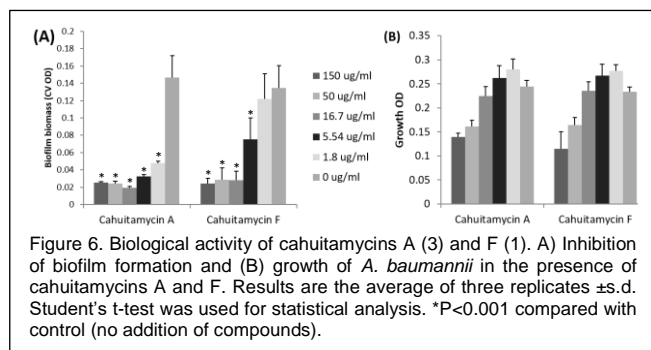 (A)
0.2
0.18
0.16
0.14
0.12
0.1
0.08
0.06
0.04
0.02
0
Biofilm biomass (CV OD)
* * * * *
* * * *
Cahuitamycin A Cahuitamycin F
150 ug/ml
50 ug/ml
16.7 ug/ml
5.54 ug/ml
1.8 ug/ml
0 ug/ml
(B)
0.35
0.3
0.25
0.2
0.15
0.1
0.05
0
Growth OD
Cahuitamycin A Cahuitamycin F
Figure 6. Biological activity of cahuitamycins A (3) and F (1). A) Inhibition
of biofilm formation and (B) growth of A. baumannii in the presence of
cahuitamycins A and F. Results are the average of three replicates ±s.d.
Student's t-test was used for statistical analysis. *P<0.001 compared with
control (no addition of compounds).